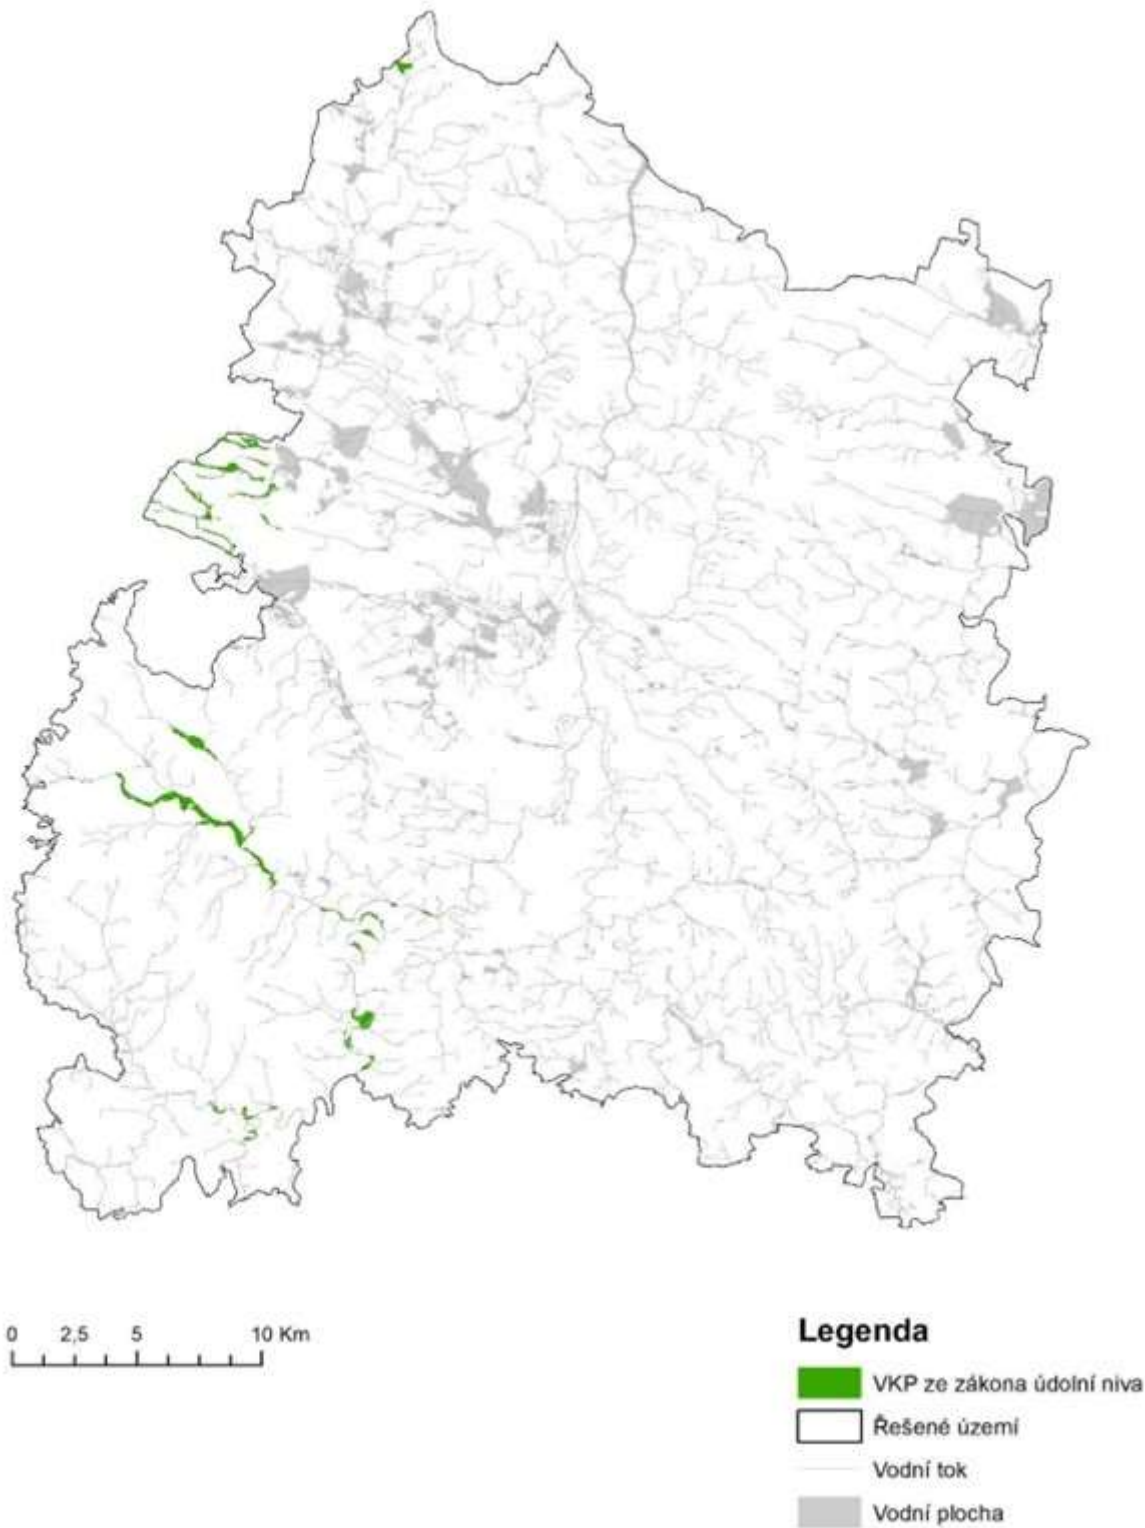 0 2,5 5 10 Km
Legenda
VKP ze zákona údolní niva
Řešené území
Vodní tok
Vodní plocha